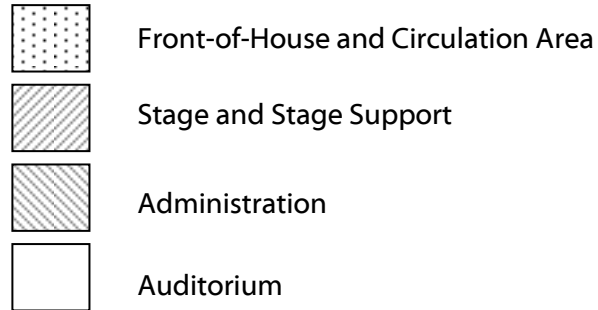 Front-of-House and Circulation Area
Stage and Stage Support
Administration
Auditorium